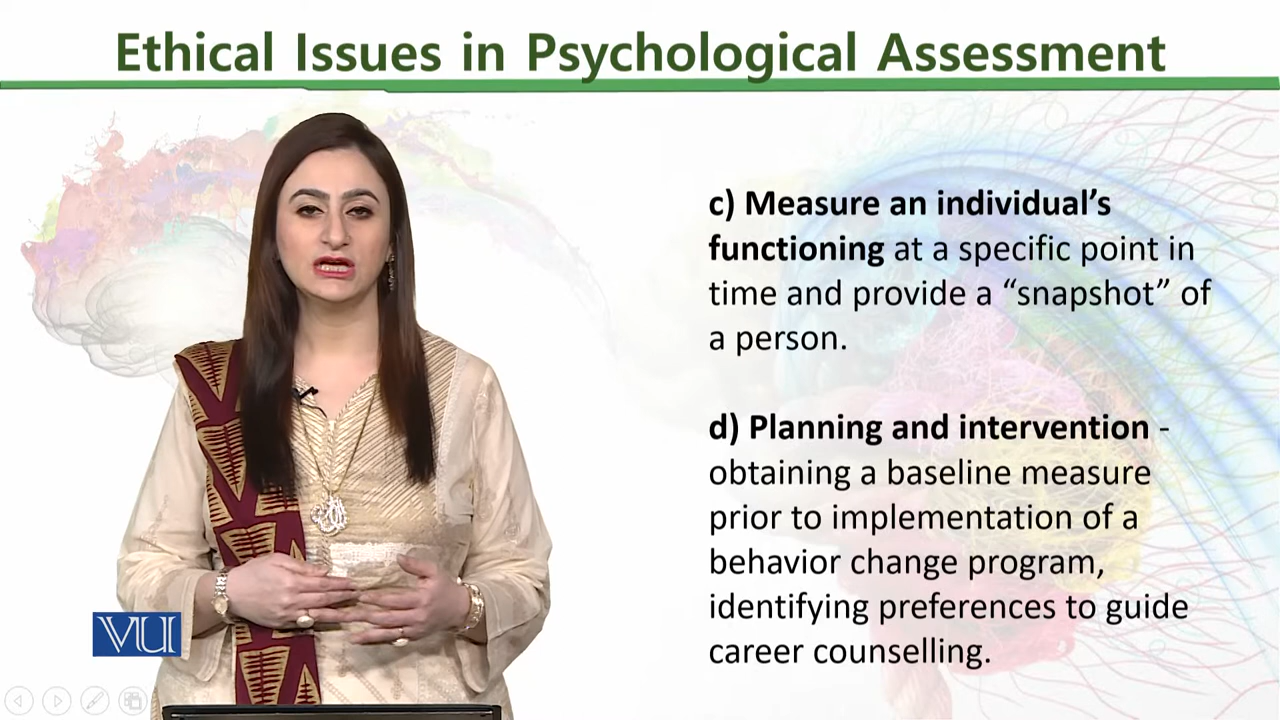 Ethical Issues in Psychological Assessment
c) Measure an individual’s
functioning at a specific point in
time and provide a “snapshot” of
a person.
d) Planning and intervention -
obtaining a baseline measure
prior to implementation of a
behavior change program,
identifying preferences to guide
career counselling.
VU